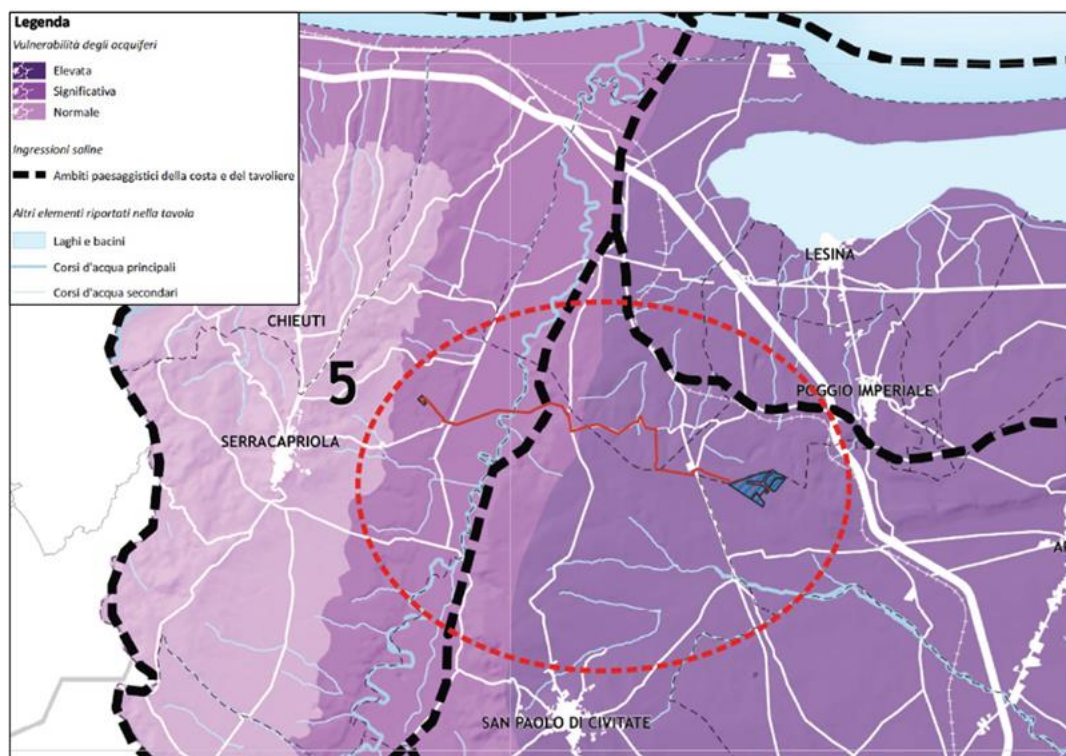 Legenda
Vulnerabilità degli acquiferi
Elevata
Significativa
Normale
Ingressioni saline
Ambiti paesaggistici della costa e del tavoliere
Altri elementi riportati nella tavola
Laghi e bacini
Corsi d'acqua principali
Corsi d'acqua secondari
LESINA
CHIEUTI
5
POGGIO IMPERIALE
SERRACAPRIOLA
SAN PAOLO DI CIVITATE